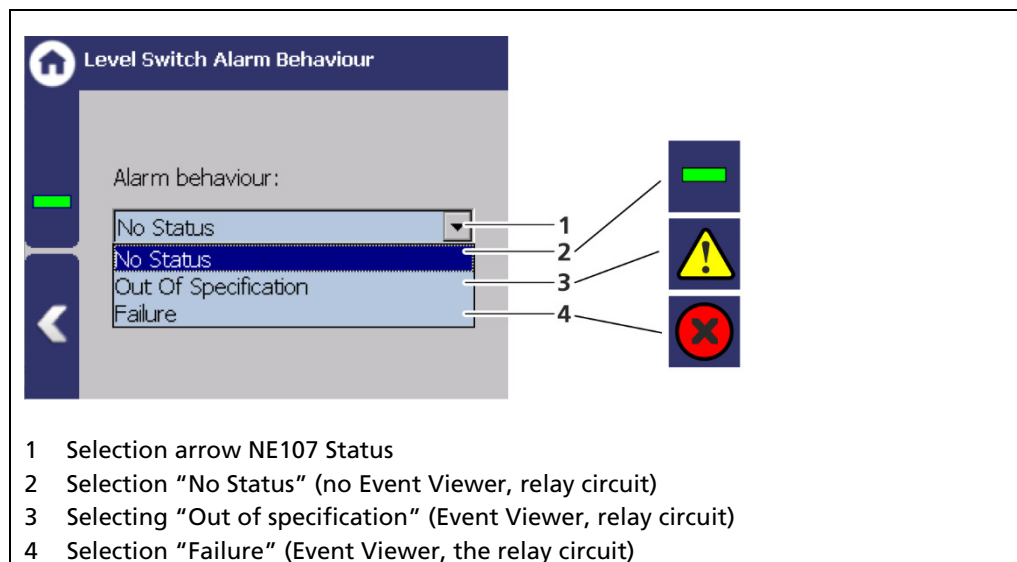 Level Switch Alarm Behaviour
Alarm behaviour:
No Status
No Status
Out Of Specification
Failure
1
2
3
4
1 Selection arrow NE107 Status
2 Selection “No Status” (no Event Viewer, relay circuit)
3 Selecting “Out of specification” (Event Viewer, relay circuit)
4 Selection “Failure” (Event Viewer, the relay circuit)